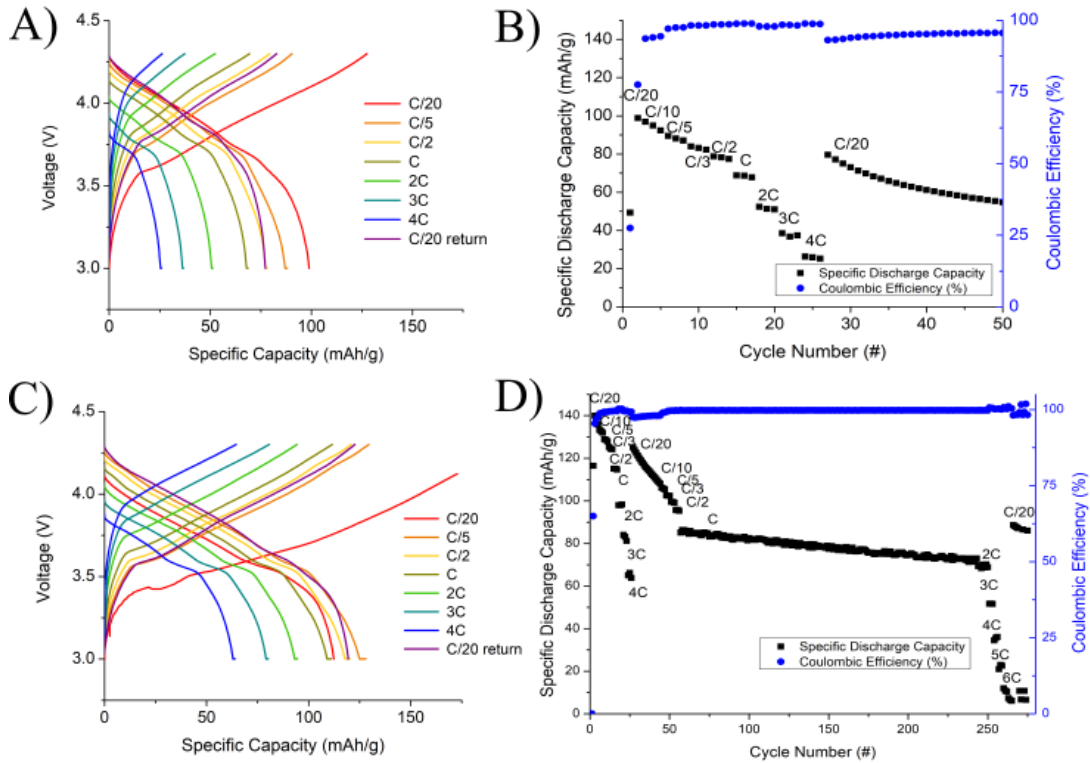 A)
4.5
4.0
3.5
3.0
Voltage (V)
0
50
100
150
Specific Capacity (mAh/g)
C/20
C/5
C/2
C
2C
3C
4C
C/20 return
B)
140
120
100
80
60
40
20
0
Specific Discharge Capacity (mAh/g)
C/20
C/10
C/5
C/3
C/2
C
2C
3C
4C
C/20
Specific Discharge Capacity
Coulombic Efficiency (%)
0
10
20
30
40
50
Cycle Number (#)
100
75
50
25
0
Coulombic Efficiency (%)
C)
4.5
4.0
3.5
3.0
Voltage (V)
0
50
100
150
Specific Capacity (mAh/g)
C/20
C/5
C/2
C
2C
3C
4C
C/20 return
D)
140
120
100
80
60
40
20
0
Specific Discharge Capacity (mAh/g)
C/20
C/10
C/5
C/3
C/2
C
2C
3C
4C
C/20
C/10
C/5
C/3
C/2
C
2C
3C
4C
5C
6C
C/20
Specific Discharge Capacity
Coulombic Efficiency (%)
0
50
100
150
200
250
Cycle Number (#)
100
75
50
25
0
Coulombic Efficiency (%)